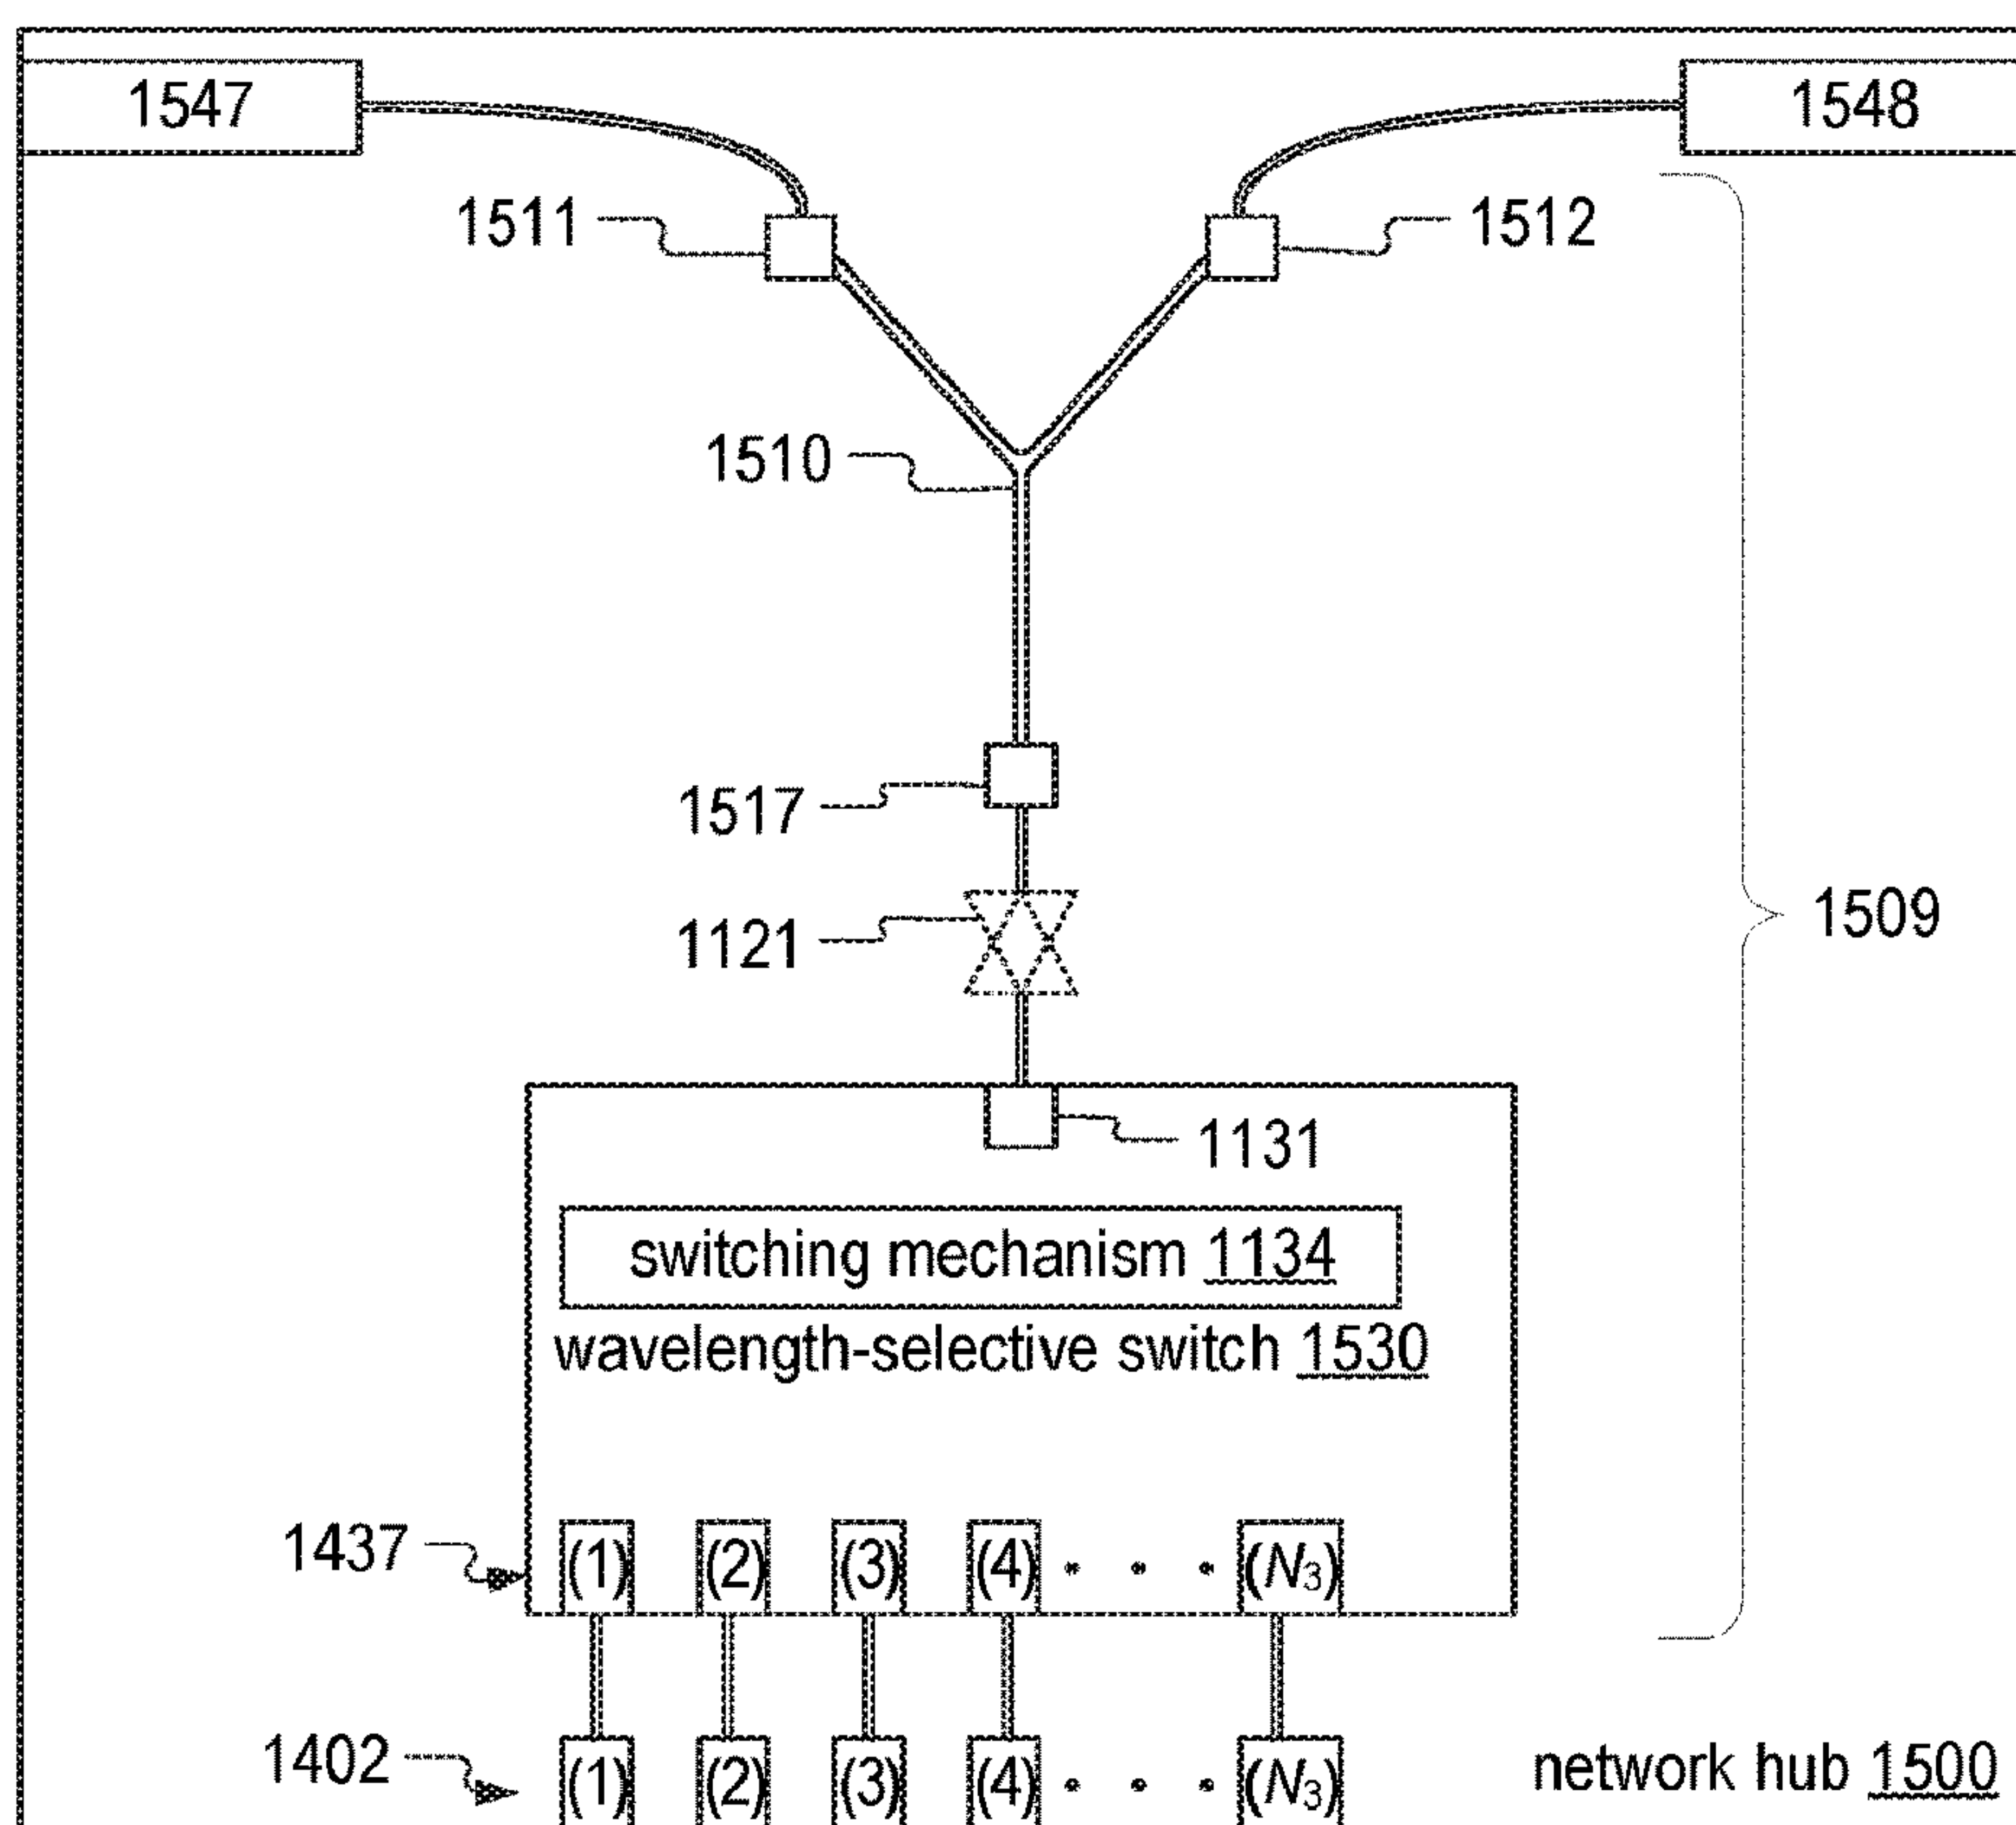 1547
1548
1511
1512
1510
1517
1121
1509
1131
switching mechanism 1134
wavelength-selective switch 1530
1437 (1) (2) (3) (4) • • • (N₃)
1402 (1) (2) (3) (4) • • • (N₃)
network hub 1500